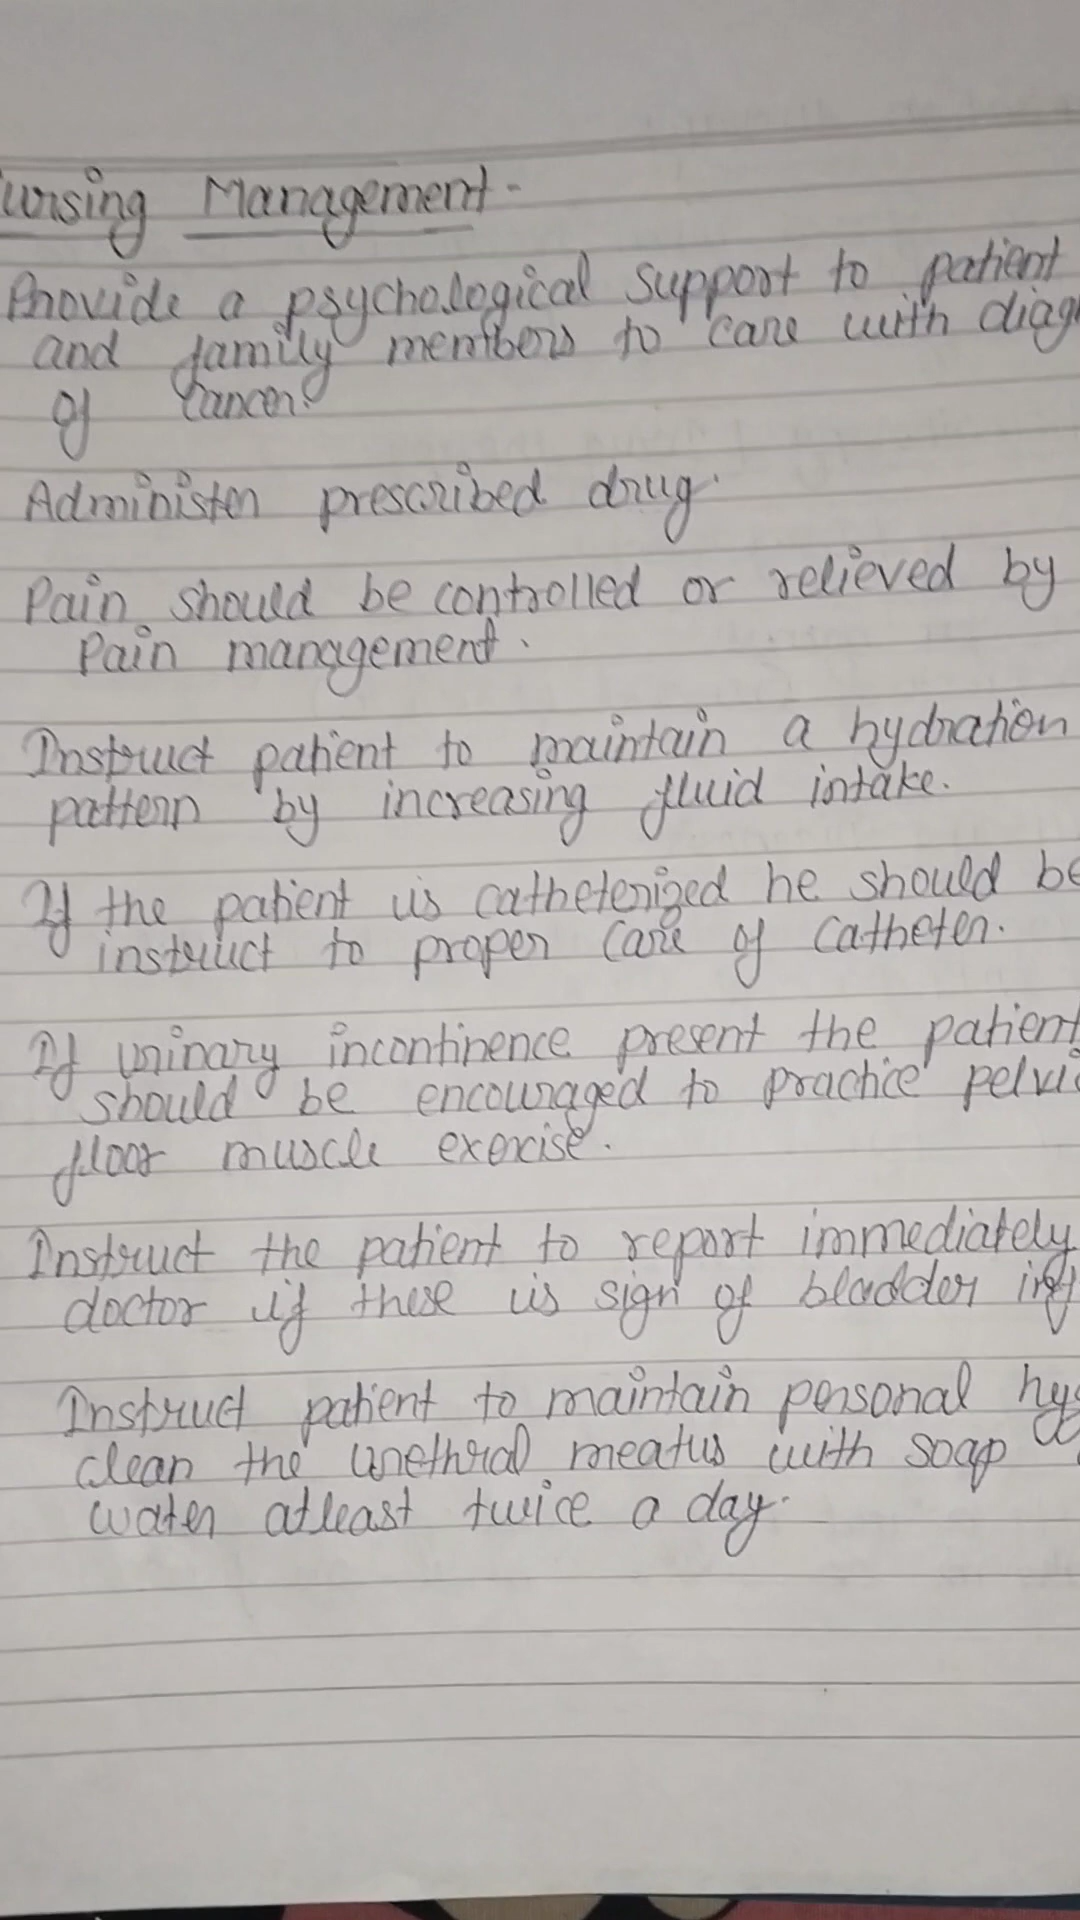 ursing Management -
Provide a psychological support to patient
and family members to care with diag
of cancer.
Administer prescribed drug.
Pain should be controlled or relieved by
Pain management.
Instruct patient to maintain a hydration
pattern by increasing fluid intake.
If the patient is catheterized he should be
instruct to proper care of catheter.
If urinary incontinence present the patient
should be encouraged to practice pelvi
floor muscle exercise.
Instruct the patient to report immediately
doctor if these is sign of bladder inf
Instruct patient to maintain personal hyg
clean the urethral meatus with soap
water atleast twice a day.